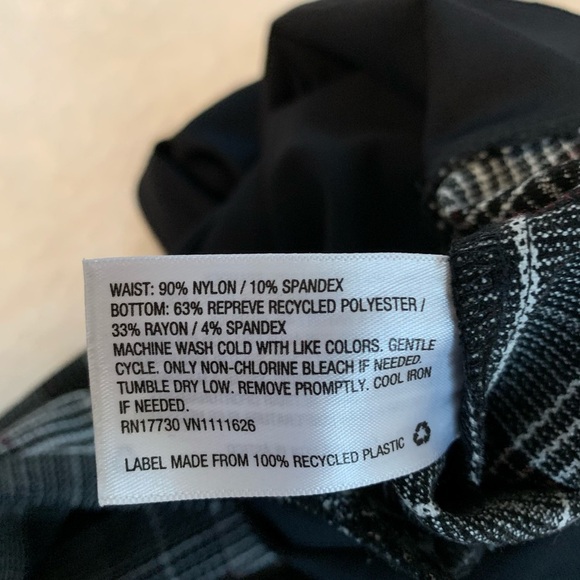 WAIST: 90% NYLON / 10% SPANDEX
BOTTOM: 63% REPREVE RECYCLED POLYESTER /
33% RAYON / 4% SPANDEX
MACHINE WASH COLD WITH LIKE COLORS. GENTLE
CYCLE. ONLY NON-CHLORINE BLEACH IF NEEDED.
TUMBLE DRY LOW. REMOVE PROMPTLY. COOL IRON
IF NEEDED.
RN17730 VN1111626
LABEL MADE FROM 100% RECYCLED PLASTIC